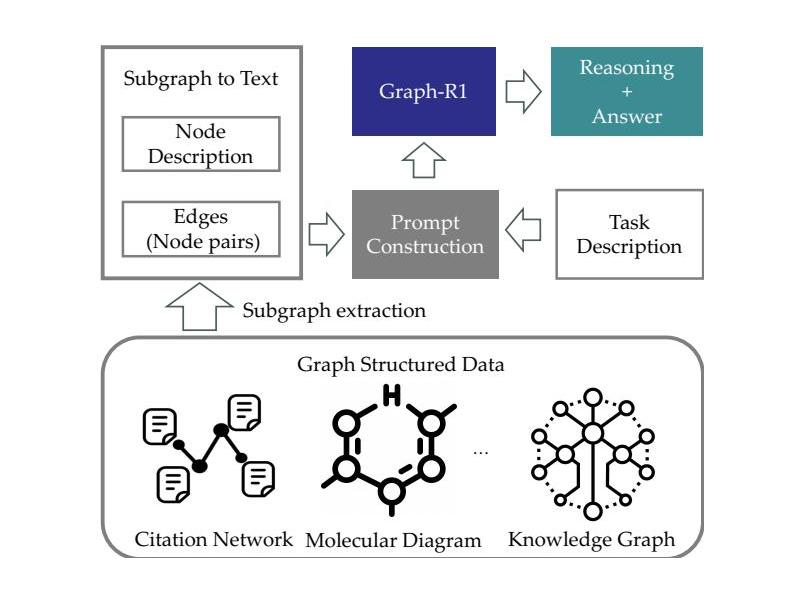 Subgraph to Text
Node
Description
Edges
(Node pairs)
Graph-R1
Reasoning
+
Answer
Prompt
Construction
Task
Description
Subgraph extraction
Graph Structured Data
H
...
Citation Network
Molecular Diagram
Knowledge Graph